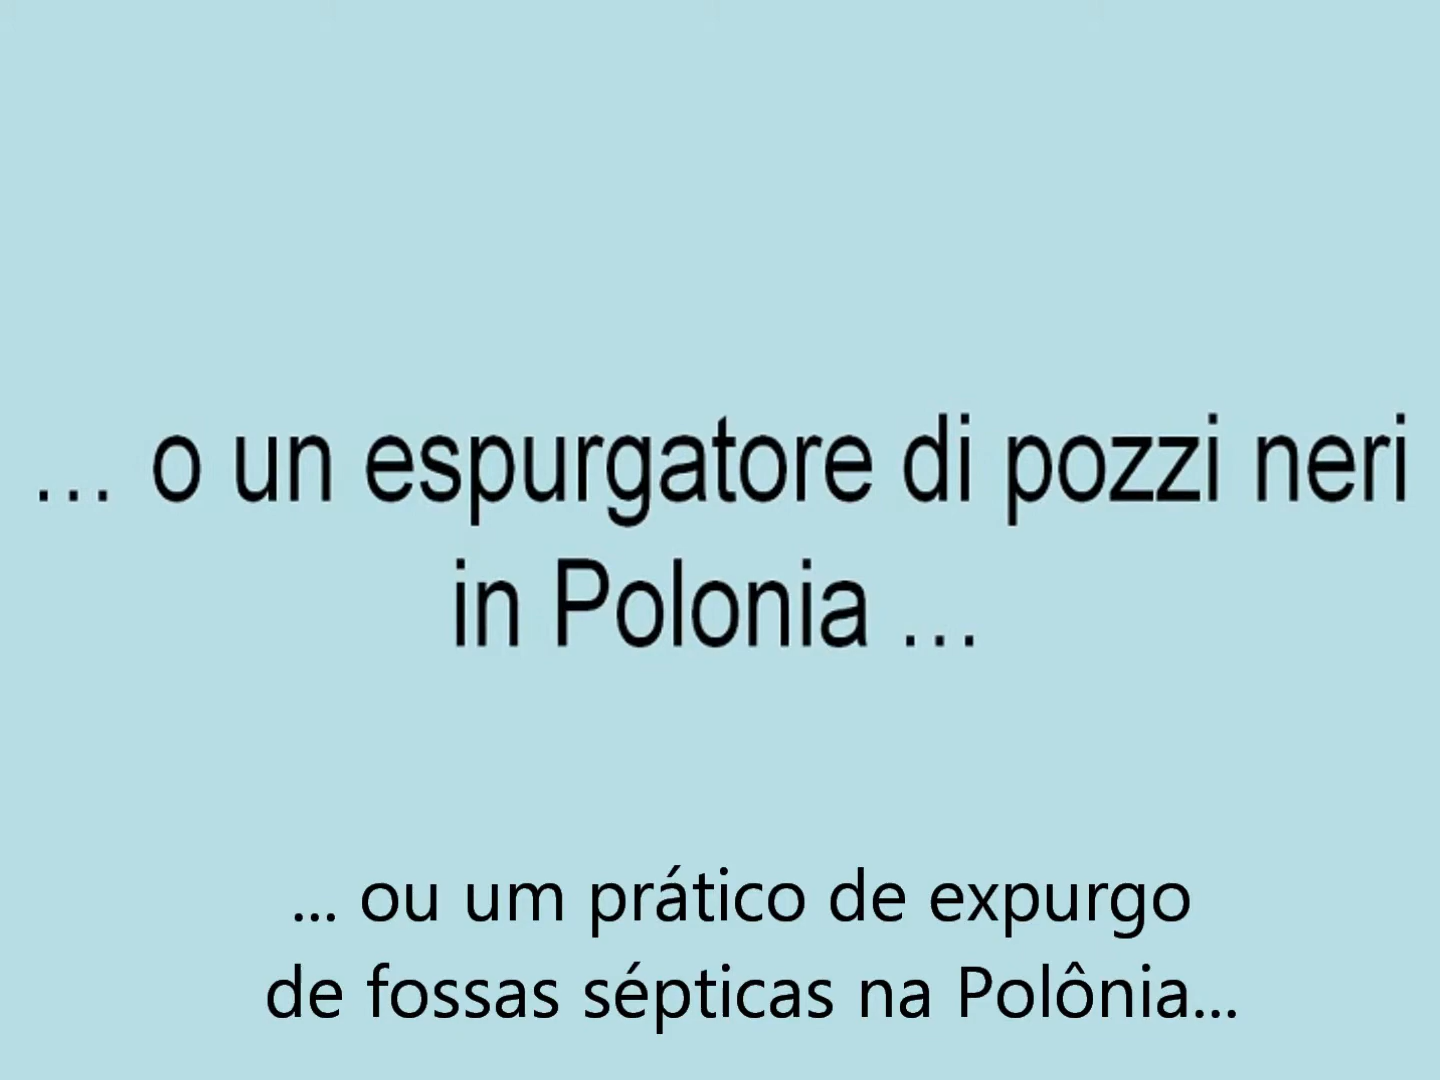 … o un espurgatore di pozzi neri
in Polonia …
... ou um prático de expurgo
de fossas sépticas na Polônia...